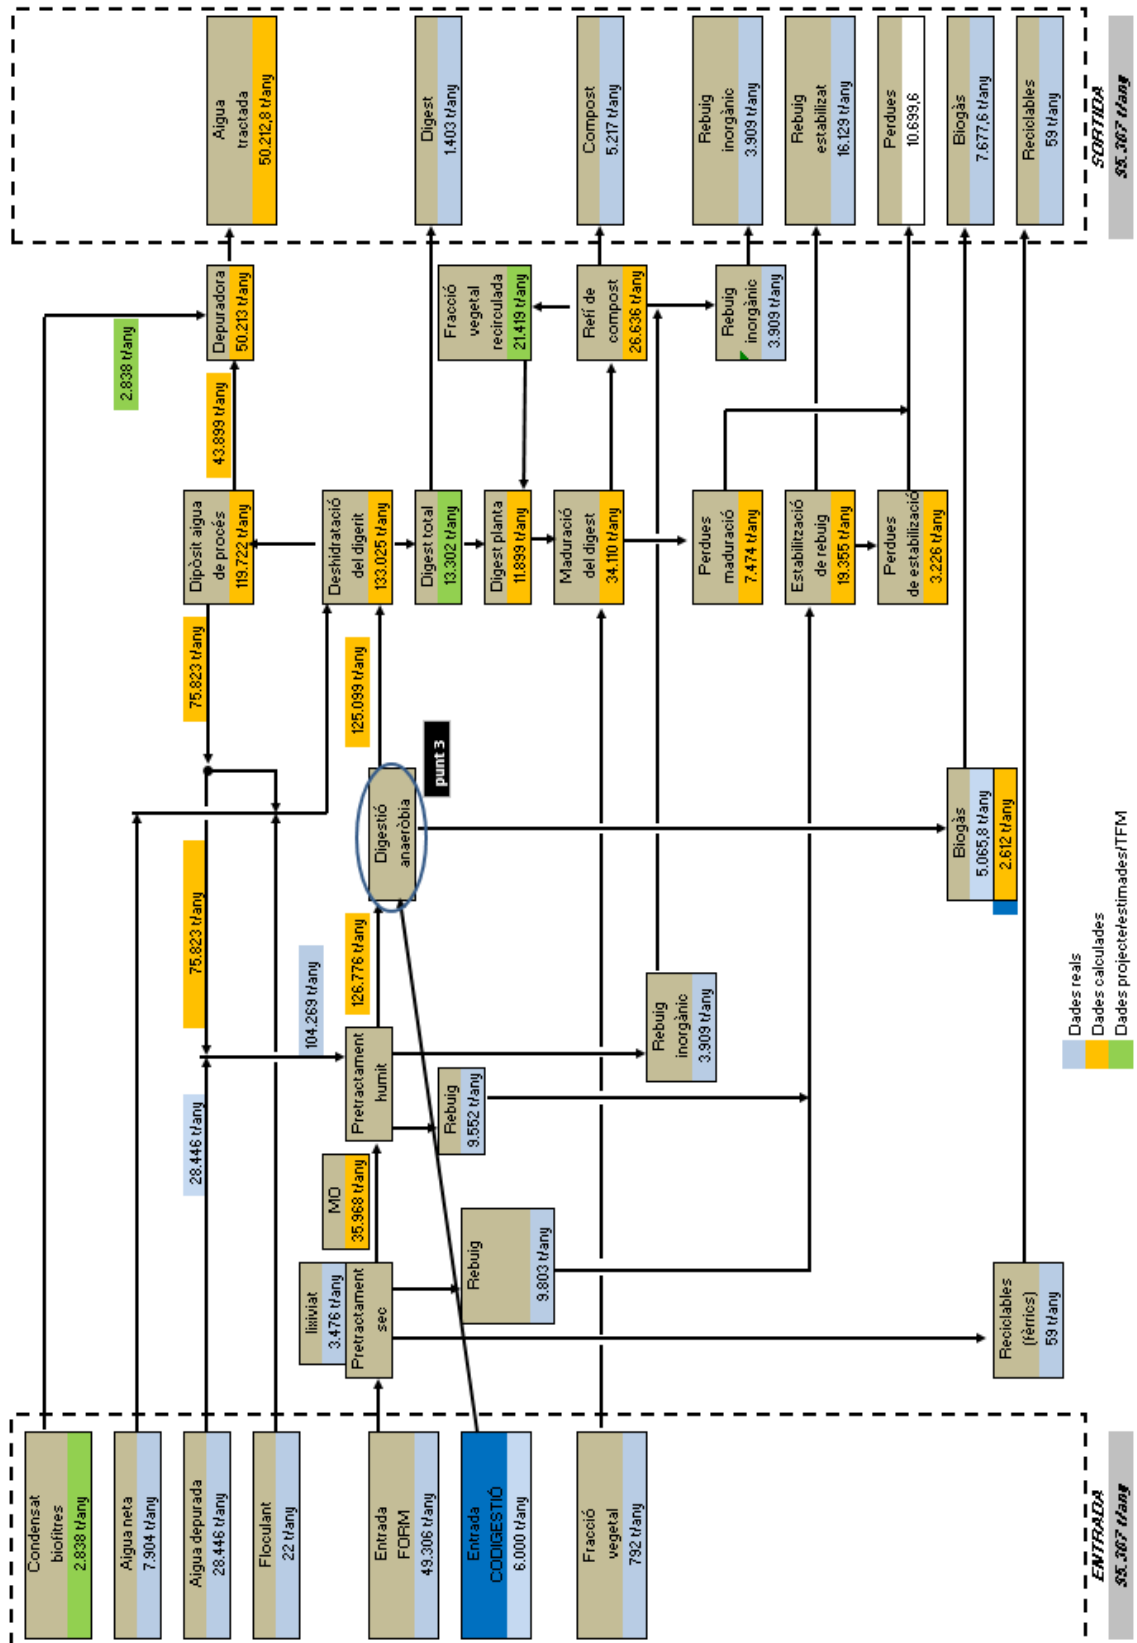 Condensat
biofiltres
2.838 t/any
Aigua neta
7.904 t/any
Aigua depurada
28.446 t/any
Floculant
22 t/any
Entrada
FORM
49.306 t/any
Entrada
CODIGESTIÓ
6.000 t/any
Fracció
vegetal
792 t/any
ENTRADA
95.307 t/any
lixiviat
3.476 t/any
Pretractament
sec
MO
35.968 t/any
Rebuig
9.803 t/any
Reciclables
(fèrrics)
59 t/any
28.446 t/any
75.823 t/any
104.269 t/any
Pretractament
humit
126.776 t/any
Rebuig
9.552 t/any
Rebuig
inorgànic
3.909 t/any
Digestió
anaeròbia
punt 3
125.099 t/any
75.823 t/any
Biogàs
5.065,8 t/any
2.612 t/any
Dipòsit aigua
de procés
119.722 t/any
Deshidratació
del digerit
133.025 t/any
Digest total
13.302 t/any
Digest planta
11.899 t/any
Maduració
del digest
34.110 t/any
Perdues
maduració
7.474 t/any
Estabilització
de rebuig
19.355 t/any
Perdues
de estabilizació
3.226 t/any
43.899 t/any
2.838 t/any
Depuradora
50.213 t/any
Fracció
vegetal
recirculada
21.419 t/any
Refí de
compost
26.636 t/any
Rebuig
inorgànic
3.909 t/any
Aigua
tractada
50.212,8 t/any
Digest
1.403 t/any
Compost
5.217 t/any
Rebuig
inorgànic
3.909 t/any
Rebuig
estabilitzat
16.129 t/any
Perdues
10.699,6
Biogàs
7.677,6 t/any
Reciclables
59 t/any
SORTIDA
95.307 t/any
Dades reals
Dades calculades
Dades projecte/estimades/TFM